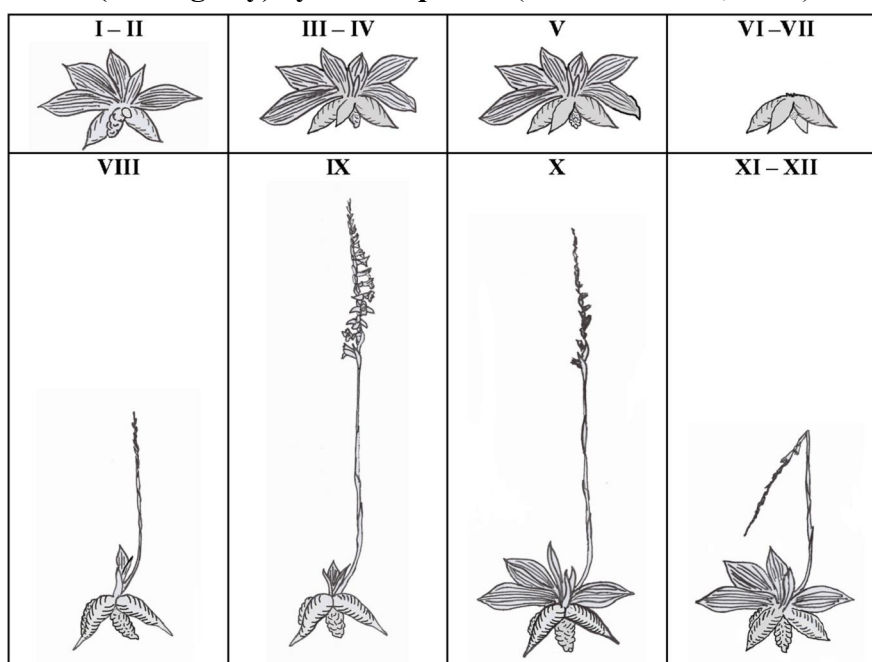 I – II
III – IV
V
VI –VII
VIII
IX
X
XI – XII